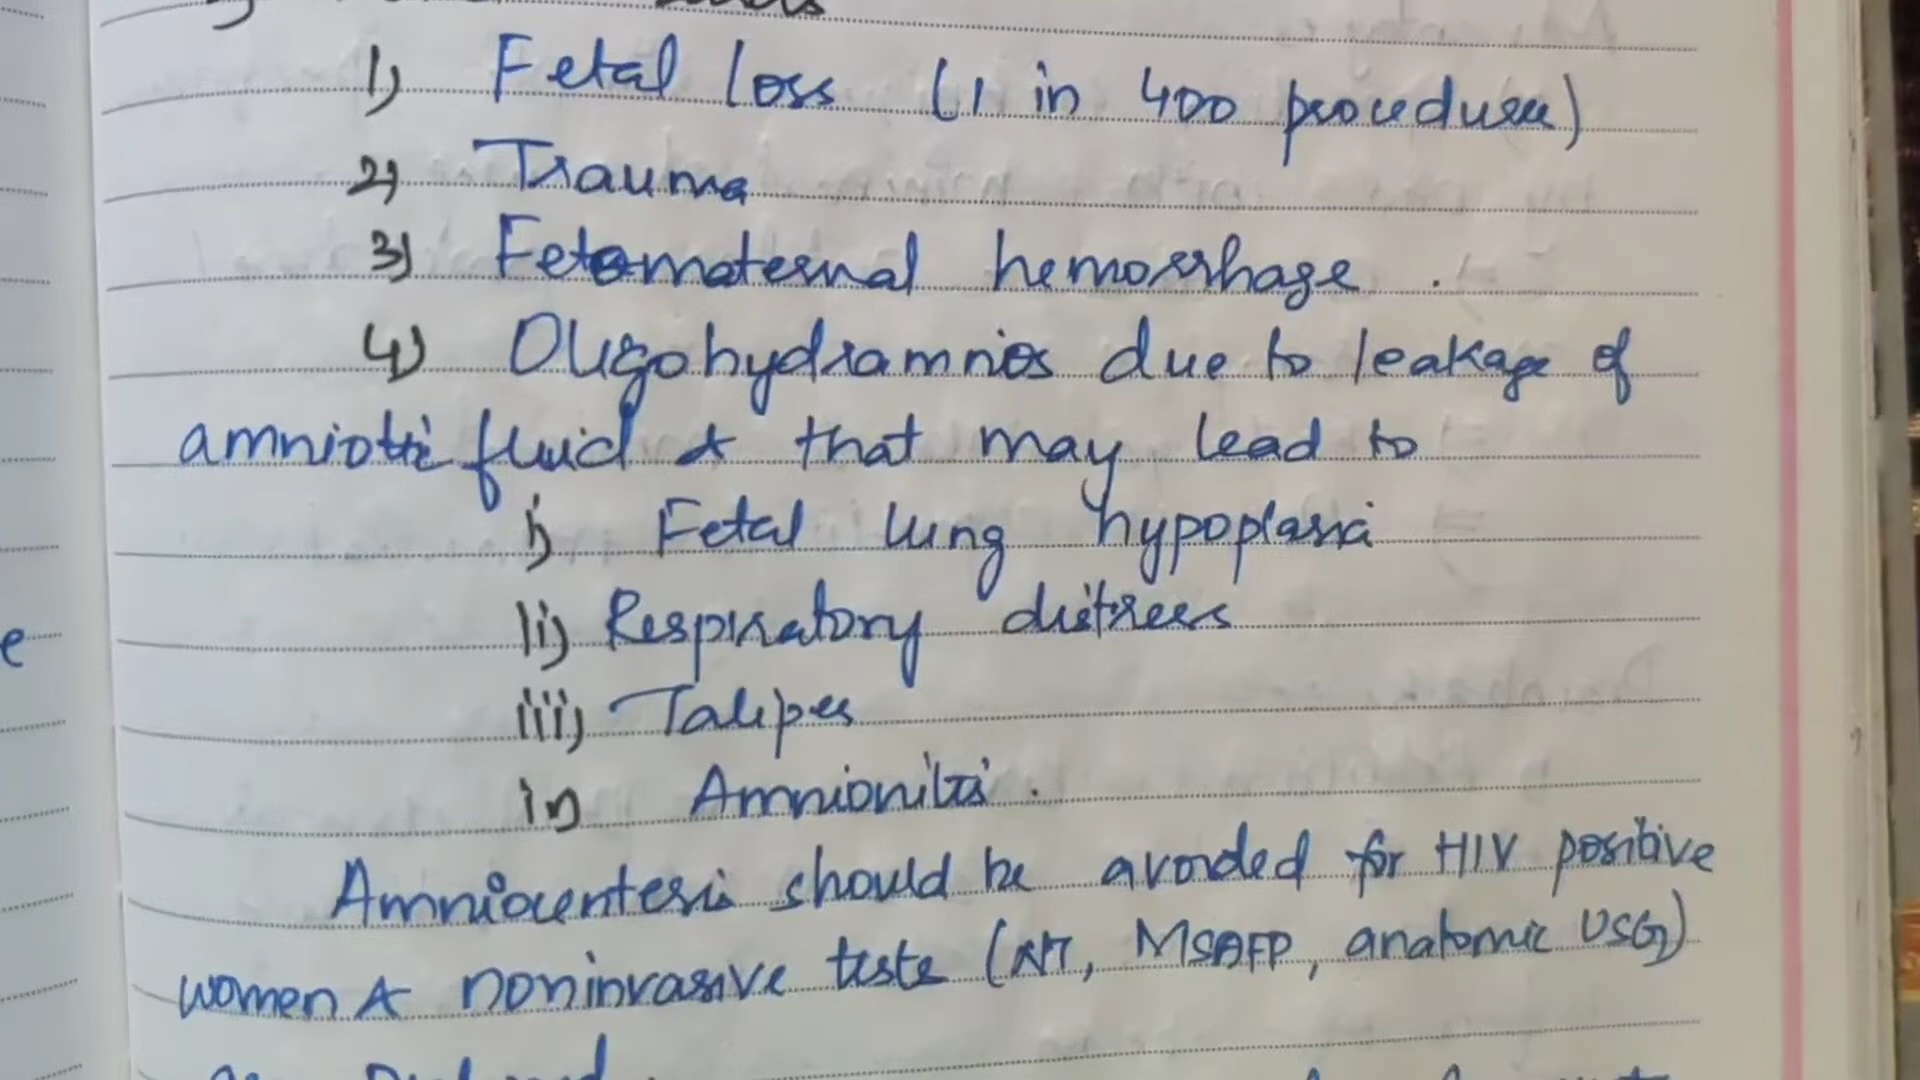 1) Fetal loss (1 in 400 procedures)
2) Trauma
3) Fetomaternal hemorrhage.
4) Oligohydramnios due to leakage of
amniotic fluid & that may lead to
i) Fetal lung hypoplasia
ii) Respiratory distress
iii) Talipes
iv) Amnionitis.
Amniocentesis should be avoided for HIV positive
women & noninvasive tests (NT, MSAFP, anatomic USG)
e